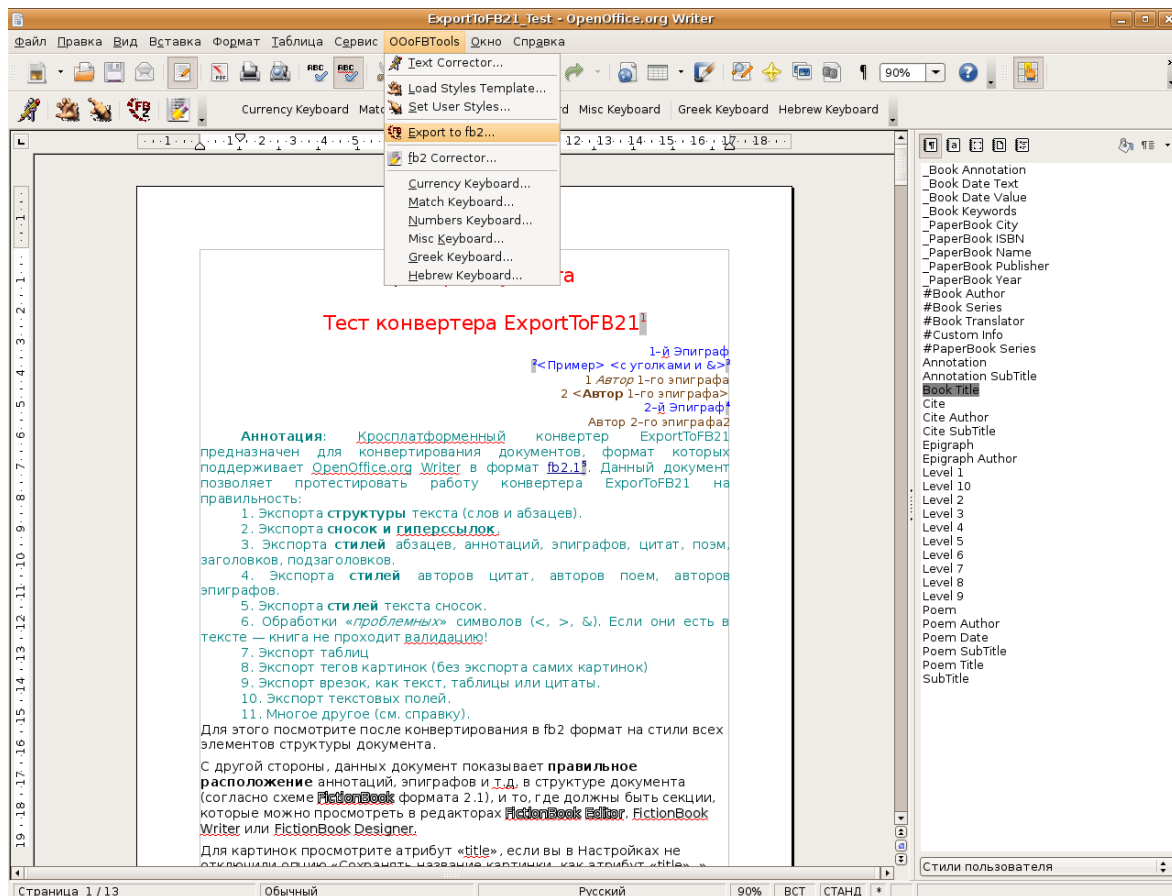 ExportToFB21_Test - OpenOffice.org Writer
Файл Правка Вид Вставка Формат Таблица Сервис OOoFBTools Окно Справка
Text Corrector...
Load Styles Template...
Set User Styles...
Export to fb2...
fb2 Corrector...
Currency Keyboard...
Match Keyboard...
Numbers Keyboard...
Misc Keyboard...
Greek Keyboard...
Hebrew Keyboard...
90%
Currency Keyboard Misc Keyboard Greek Keyboard Hebrew Keyboard
Тест конвертера ExportToFB211
1-й Эпиграф
2<Пример> <с уголками и &>3
1 Автор 1-го эпиграфа
2 <Автор 1-го эпиграфа>
2-й Эпиграф4
Автор 2-го эпиграфа2
Аннотация: Кросплатформенный конвертер ExportToFB21
предназначен для конвертирования документов, формат которых
поддерживает OpenOffice.org Writer в формат fb2.15. Данный документ
позволяет протестировать работу конвертера ExporToFB21 на
правильность:
1. Экспорта структуры текста (слов и абзацев).
2. Экспорта сносок и гиперссылок.
3. Экспорта стилей абзацев, аннотаций, эпиграфов, цитат, поэм,
заголовков, подзаголовков.
4. Экспорта стилей авторов цитат, авторов поем, авторов
эпиграфов.
5. Экспорта стилей текста сносок.
6. Обработки «проблемных» символов (<, >, &). Если они есть в
тексте — книга не проходит валидацию!
7. Экспорт таблиц
8. Экспорт тегов картинок (без экспорта самих картинок)
9. Экспорт врезок, как текст, таблицы или цитаты.
10. Экспорт текстовых полей.
11. Многое другое (см. справку).
Для этого посмотрите после конвертирования в fb2 формат на стили всех
элементов структуры документа.
С другой стороны, данных документ показывает правильное
расположение аннотаций, эпиграфов и т.д. в структуре документа
(согласно схеме FictionBook формата 2.1), и то, где должны быть секции,
которые можно просмотреть в редакторах FictionBook Editor, FictionBook
Writer или FictionBook Designer.
Для картинок просмотрите атрибут «title», если вы в Настройках не
отключили опцию «Сохранять название картинки, как атрибут «title» »
_Book Annotation
_Book Date Text
_Book Date Value
_Book Keywords
_PaperBook City
_PaperBook ISBN
_PaperBook Name
_PaperBook Publisher
_PaperBook Year
#Book Author
#Book Series
#Book Translator
#Custom Info
#PaperBook Series
Annotation
Annotation SubTitle
Book Title
Cite
Cite Author
Cite SubTitle
Epigraph
Epigraph Author
Level 1
Level 10
Level 2
Level 3
Level 4
Level 5
Level 6
Level 7
Level 8
Level 9
Poem
Poem Author
Poem Date
Poem SubTitle
Poem Title
SubTitle
Стили пользователя
Страница 1/13 Обычный Русский 90% ВСТ СТАНД *